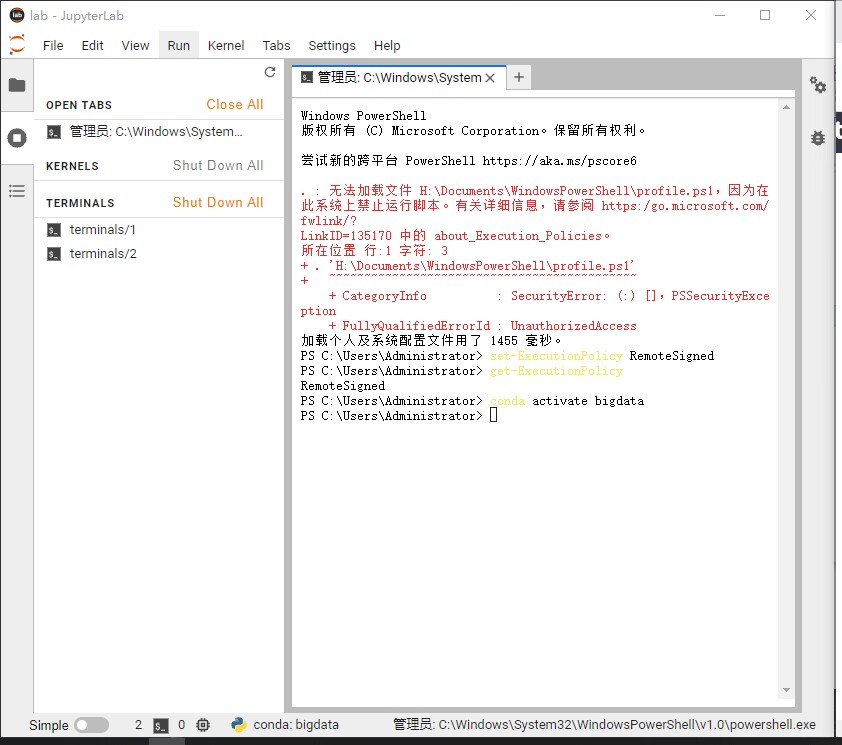 lab - JupyterLab
File Edit View Run Kernel Tabs Settings Help
OPEN TABS Close All
管理员: C:\Windows\System...
KERNELS Shut Down All
TERMINALS Shut Down All
terminals/1
terminals/2
管理员: C:\Windows\System
Windows PowerShell
版权所有 (C) Microsoft Corporation。保留所有权利。
尝试新的跨平台 PowerShell https://aka.ms/pscore6
. : 无法加载文件 H:\Documents\WindowsPowerShell\profile.ps1，因为在
此系统上禁止运行脚本。有关详细信息，请参阅 https:/go.microsoft.com/
fwlink/?
LinkID=135170 中的 about_Execution_Policies。
所在位置 行:1 字符: 3
+ . 'H:\Documents\WindowsPowerShell\profile.ps1'
+   ~~~~~~~~~~~~~~~~~~~~~~~~~~~~~~~~~~~~~~~~~~~~
+ CategoryInfo          : SecurityError: (:) []，PSSecurityExce
ption
+ FullyQualifiedErrorId : UnauthorizedAccess
加载个人及系统配置文件用了 1455 毫秒。
PS C:\Users\Administrator> set-ExecutionPolicy RemoteSigned
PS C:\Users\Administrator> get-ExecutionPolicy
RemoteSigned
PS C:\Users\Administrator> conda activate bigdata
PS C:\Users\Administrator>
Simple 2 0 conda: bigdata 管理员: C:\Windows\System32\WindowsPowerShell\v1.0\powershell.exe